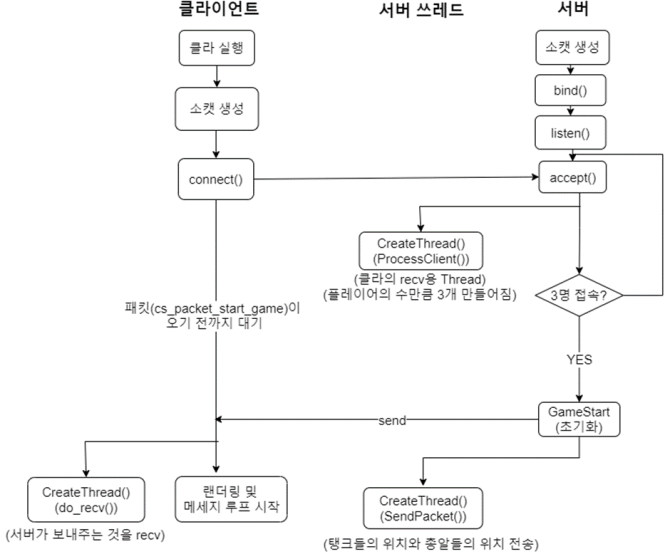 클라이언트
서버 쓰레드
서버
클라 실행
소캣 생성
소캣 생성
bind()
listen()
connect()
accept()
CreateThread()
(ProcessClient())
(클라의 recv용 Thread)
(플레이어의 수만큼 3개 만들어짐)
3명 접속?
패킷(cs_packet_start_game)이
오기 전까지 대기
YES
GameStart
(초기화)
send
CreateThread()
(do_recv())
(서버가 보내주는 것을 recv)
랜더링 및
메세지 루프 시작
CreateThread()
(SendPacket())
(탱크들의 위치와 총알들의 위치 전송)